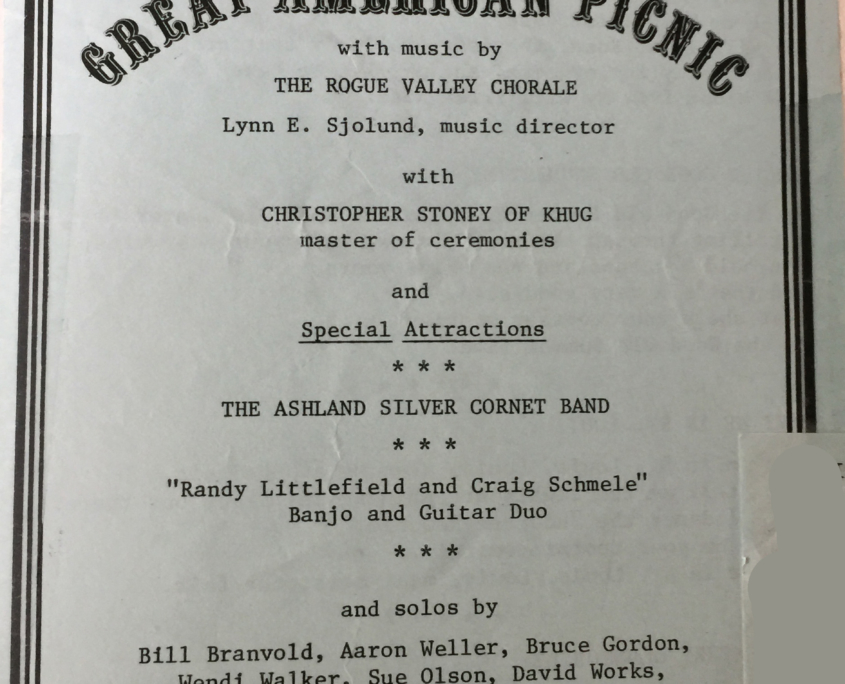 GREAT AMERICAN PICNIC
with music by
THE ROGUE VALLEY CHORALE
Lynn E. Sjolund, music director
with
CHRISTOPHER STONEY OF KHUG
master of ceremonies
and
Special Attractions
* * *
THE ASHLAND SILVER CORNET BAND
* * *
"Randy Littlefield and Craig Schmele"
Banjo and Guitar Duo
* * *
and solos by
Bill Branvold, Aaron Weller, Bruce Gordon,
Wendi Walker, Sue Olson, David Works,